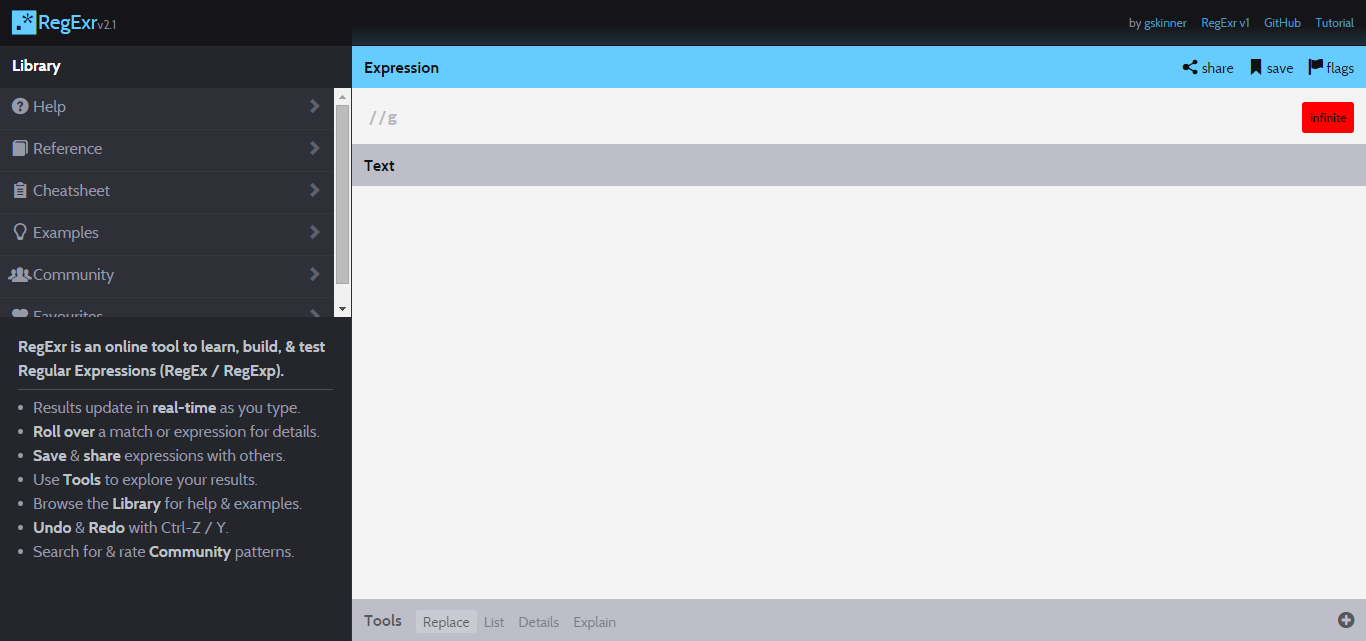 RegExr v2.1
by gskinner RegExr v1 GitHub Tutorial
Library
Help
Reference
Cheatsheet
Examples
Community
Favourites
RegExr is an online tool to learn, build, & test
Regular Expressions (RegEx / RegExp).
Results update in real-time as you type.
Roll over a match or expression for details.
Save & share expressions with others.
Use Tools to explore your results.
Browse the Library for help & examples.
Undo & Redo with Ctrl-Z / Y.
Search for & rate Community patterns.
Expression share save flags
//g infinite
Text
Tools Replace List Details Explain